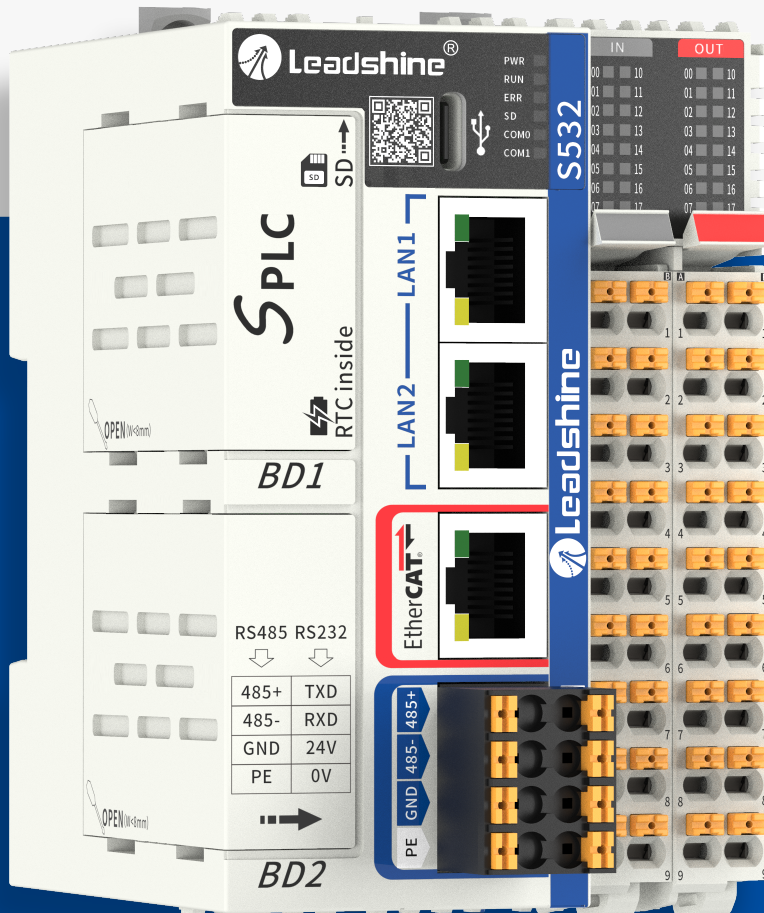 Leadshine®
PWR
RUN
ERR
SD
COM0
COM1
S532
IN
00 10
01 11
02 12
03 13
04 14
05 15
06 16
07 17
OUT
00 10
01 11
02 12
03 13
04 14
05 15
06 16
07 17
SD
SD
SPLC
RTC inside
OPEN(W<8mm)
BD1
LAN1
LAN2
EtherCAT®
Leadshine
RS485 RS232
485+ TXD
485- RXD
GND 24V
PE 0V
OPEN(W<8mm)
BD2
485+
485-
GND
PE
B
A
1
2
3
4
5
6
7
8
9
1
2
3
4
5
6
7
8
9